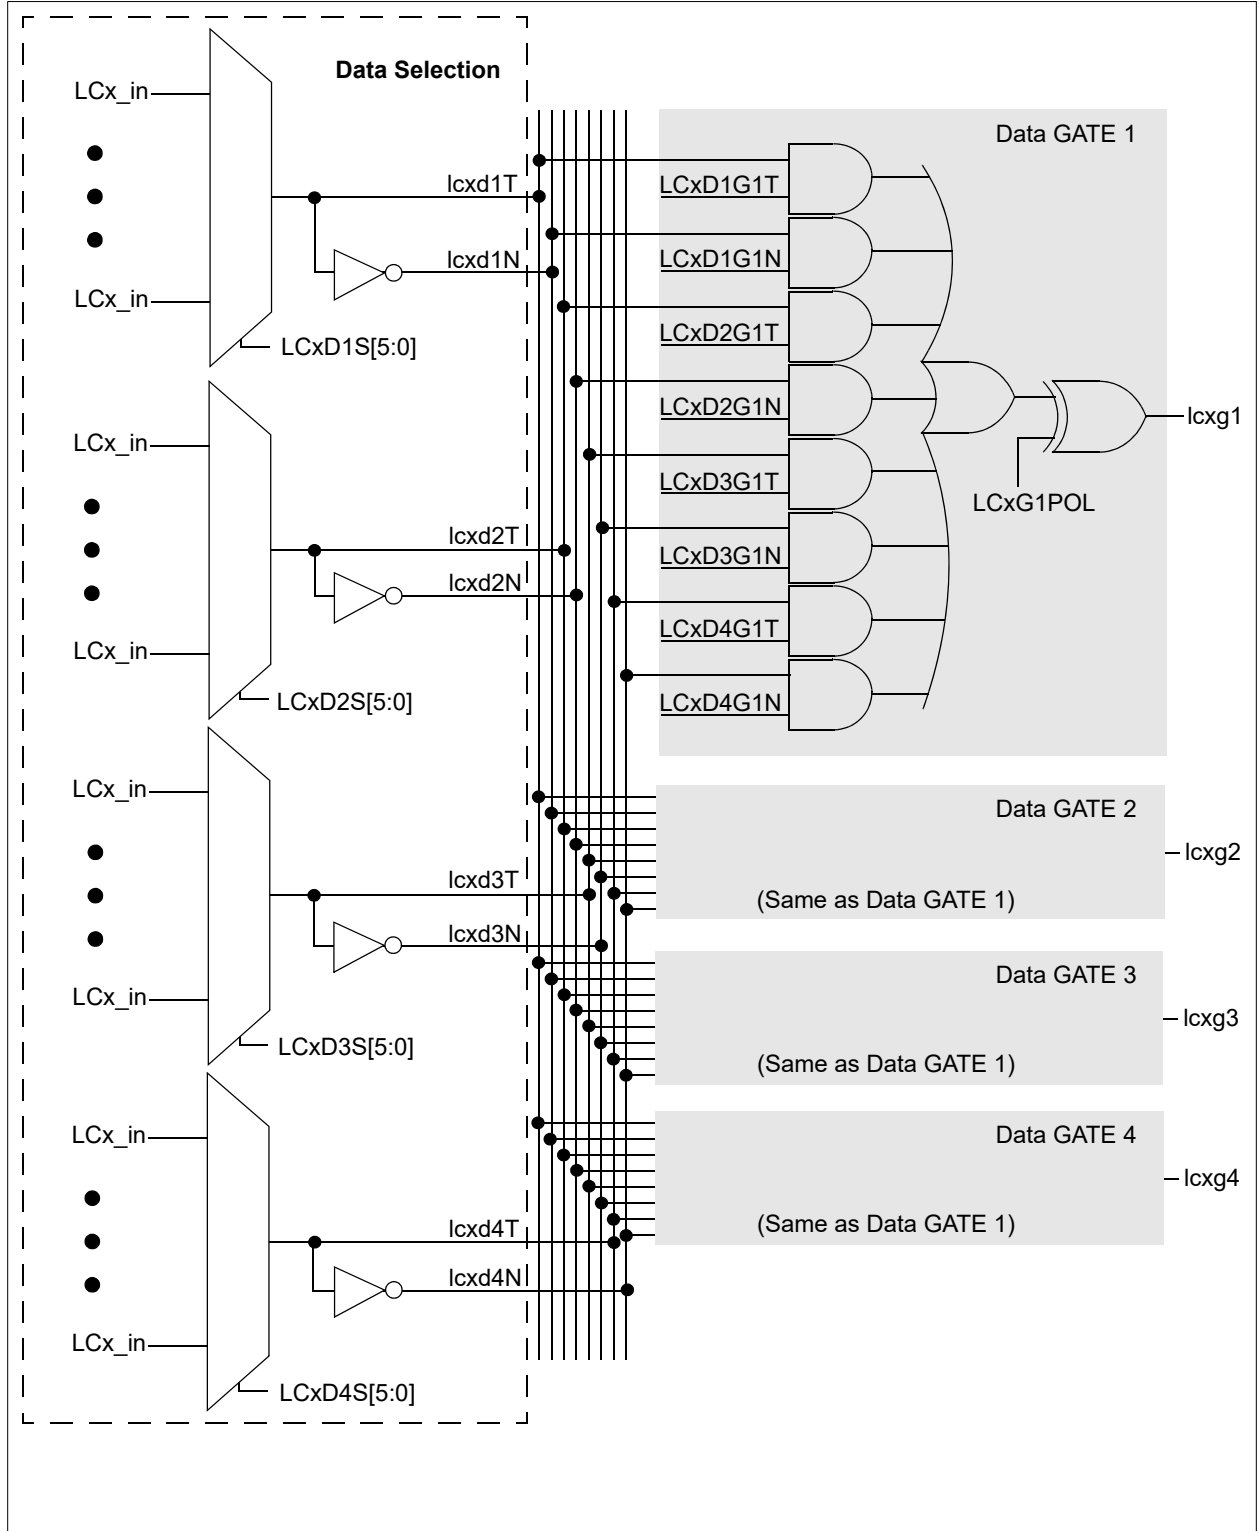 Data Selection
LCx_in
LCx_in
LCxD1S[5:0]
lcxd1T
lcxd1N
LCx_in
LCx_in
LCxD2S[5:0]
lcxd2T
lcxd2N
LCx_in
LCx_in
LCxD3S[5:0]
lcxd3T
lcxd3N
LCx_in
LCx_in
LCxD4S[5:0]
lcxd4T
lcxd4N
Data GATE 1
LCxD1G1T
LCxD1G1N
LCxD2G1T
LCxD2G1N
LCxD3G1T
LCxD3G1N
LCxD4G1T
LCxD4G1N
LCxG1POL
lcxg1
Data GATE 2
(Same as Data GATE 1)
lcxg2
Data GATE 3
(Same as Data GATE 1)
lcxg3
Data GATE 4
(Same as Data GATE 1)
lcxg4